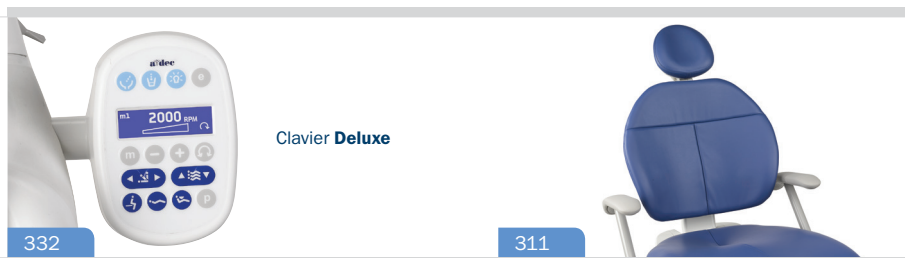 a-dec
e
m1 2000 RPM
m - +
p
Clavier Deluxe
332
311